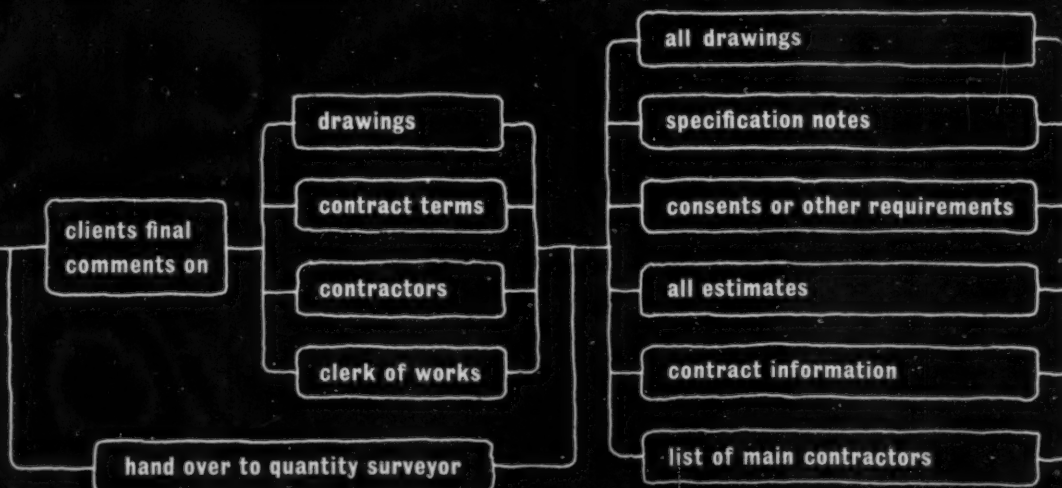 clients final
comments on
drawings
contract terms
contractors
clerk of works
hand over to quantity surveyor
all drawings
specification notes
consents or other requirements
all estimates
contract information
list of main contractors